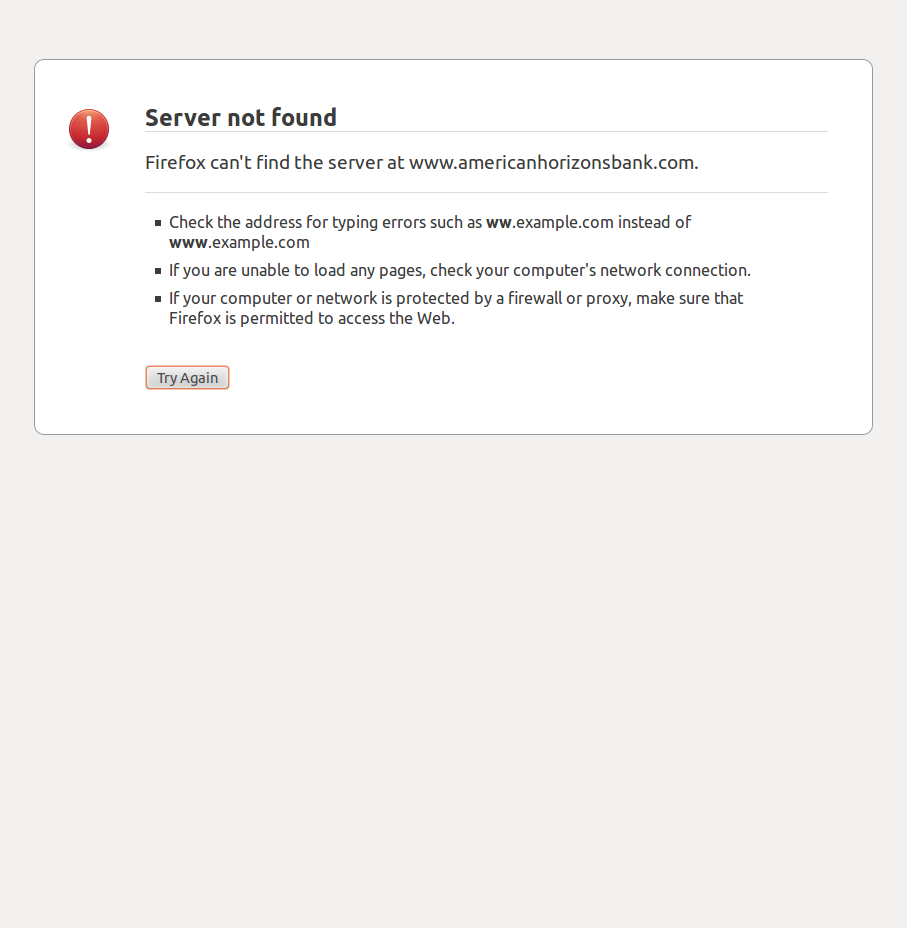 Server not found
Firefox can't find the server at www.americanhorizonsbank.com.
Check the address for typing errors such as ww.example.com instead of
www.example.com
If you are unable to load any pages, check your computer's network connection.
If your computer or network is protected by a firewall or proxy, make sure that
Firefox is permitted to access the Web.
Try Again